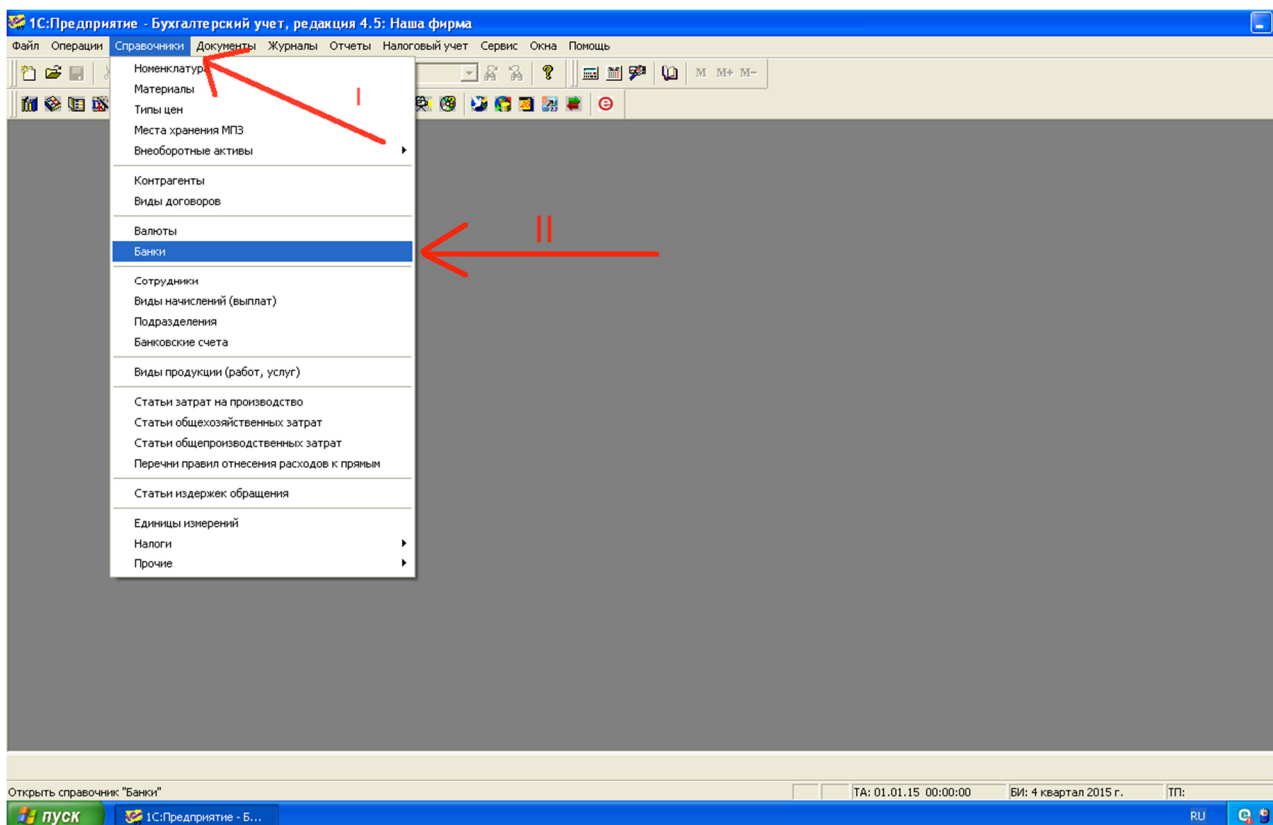 1С:Предприятие - Бухгалтерский учет, редакция 4.5: Наша фирма
Файл Операции Справочники Документы Журналы Отчеты Налоговый учет Сервис Окна Помощь
М М+ М-
Номенклатура
Материалы
I
Типы цен
Места хранения МПЗ
Внеоборотные активы
Контрагенты
Виды договоров
Валюты
II
Банки
Сотрудники
Виды начислений (выплат)
Подразделения
Банковские счета
Виды продукции (работ, услуг)
Статьи затрат на производство
Статьи общехозяйственных затрат
Статьи общепроизводственных затрат
Перечни правил отнесения расходов к прямым
Статьи издержек обращения
Единицы измерений
Налоги
Прочие
Открыть справочник "Банки" ТА: 01.01.15 00:00:00 БИ: 4 квартал 2015 г. ТП:
пуск 1С:Предприятие - Б... RU